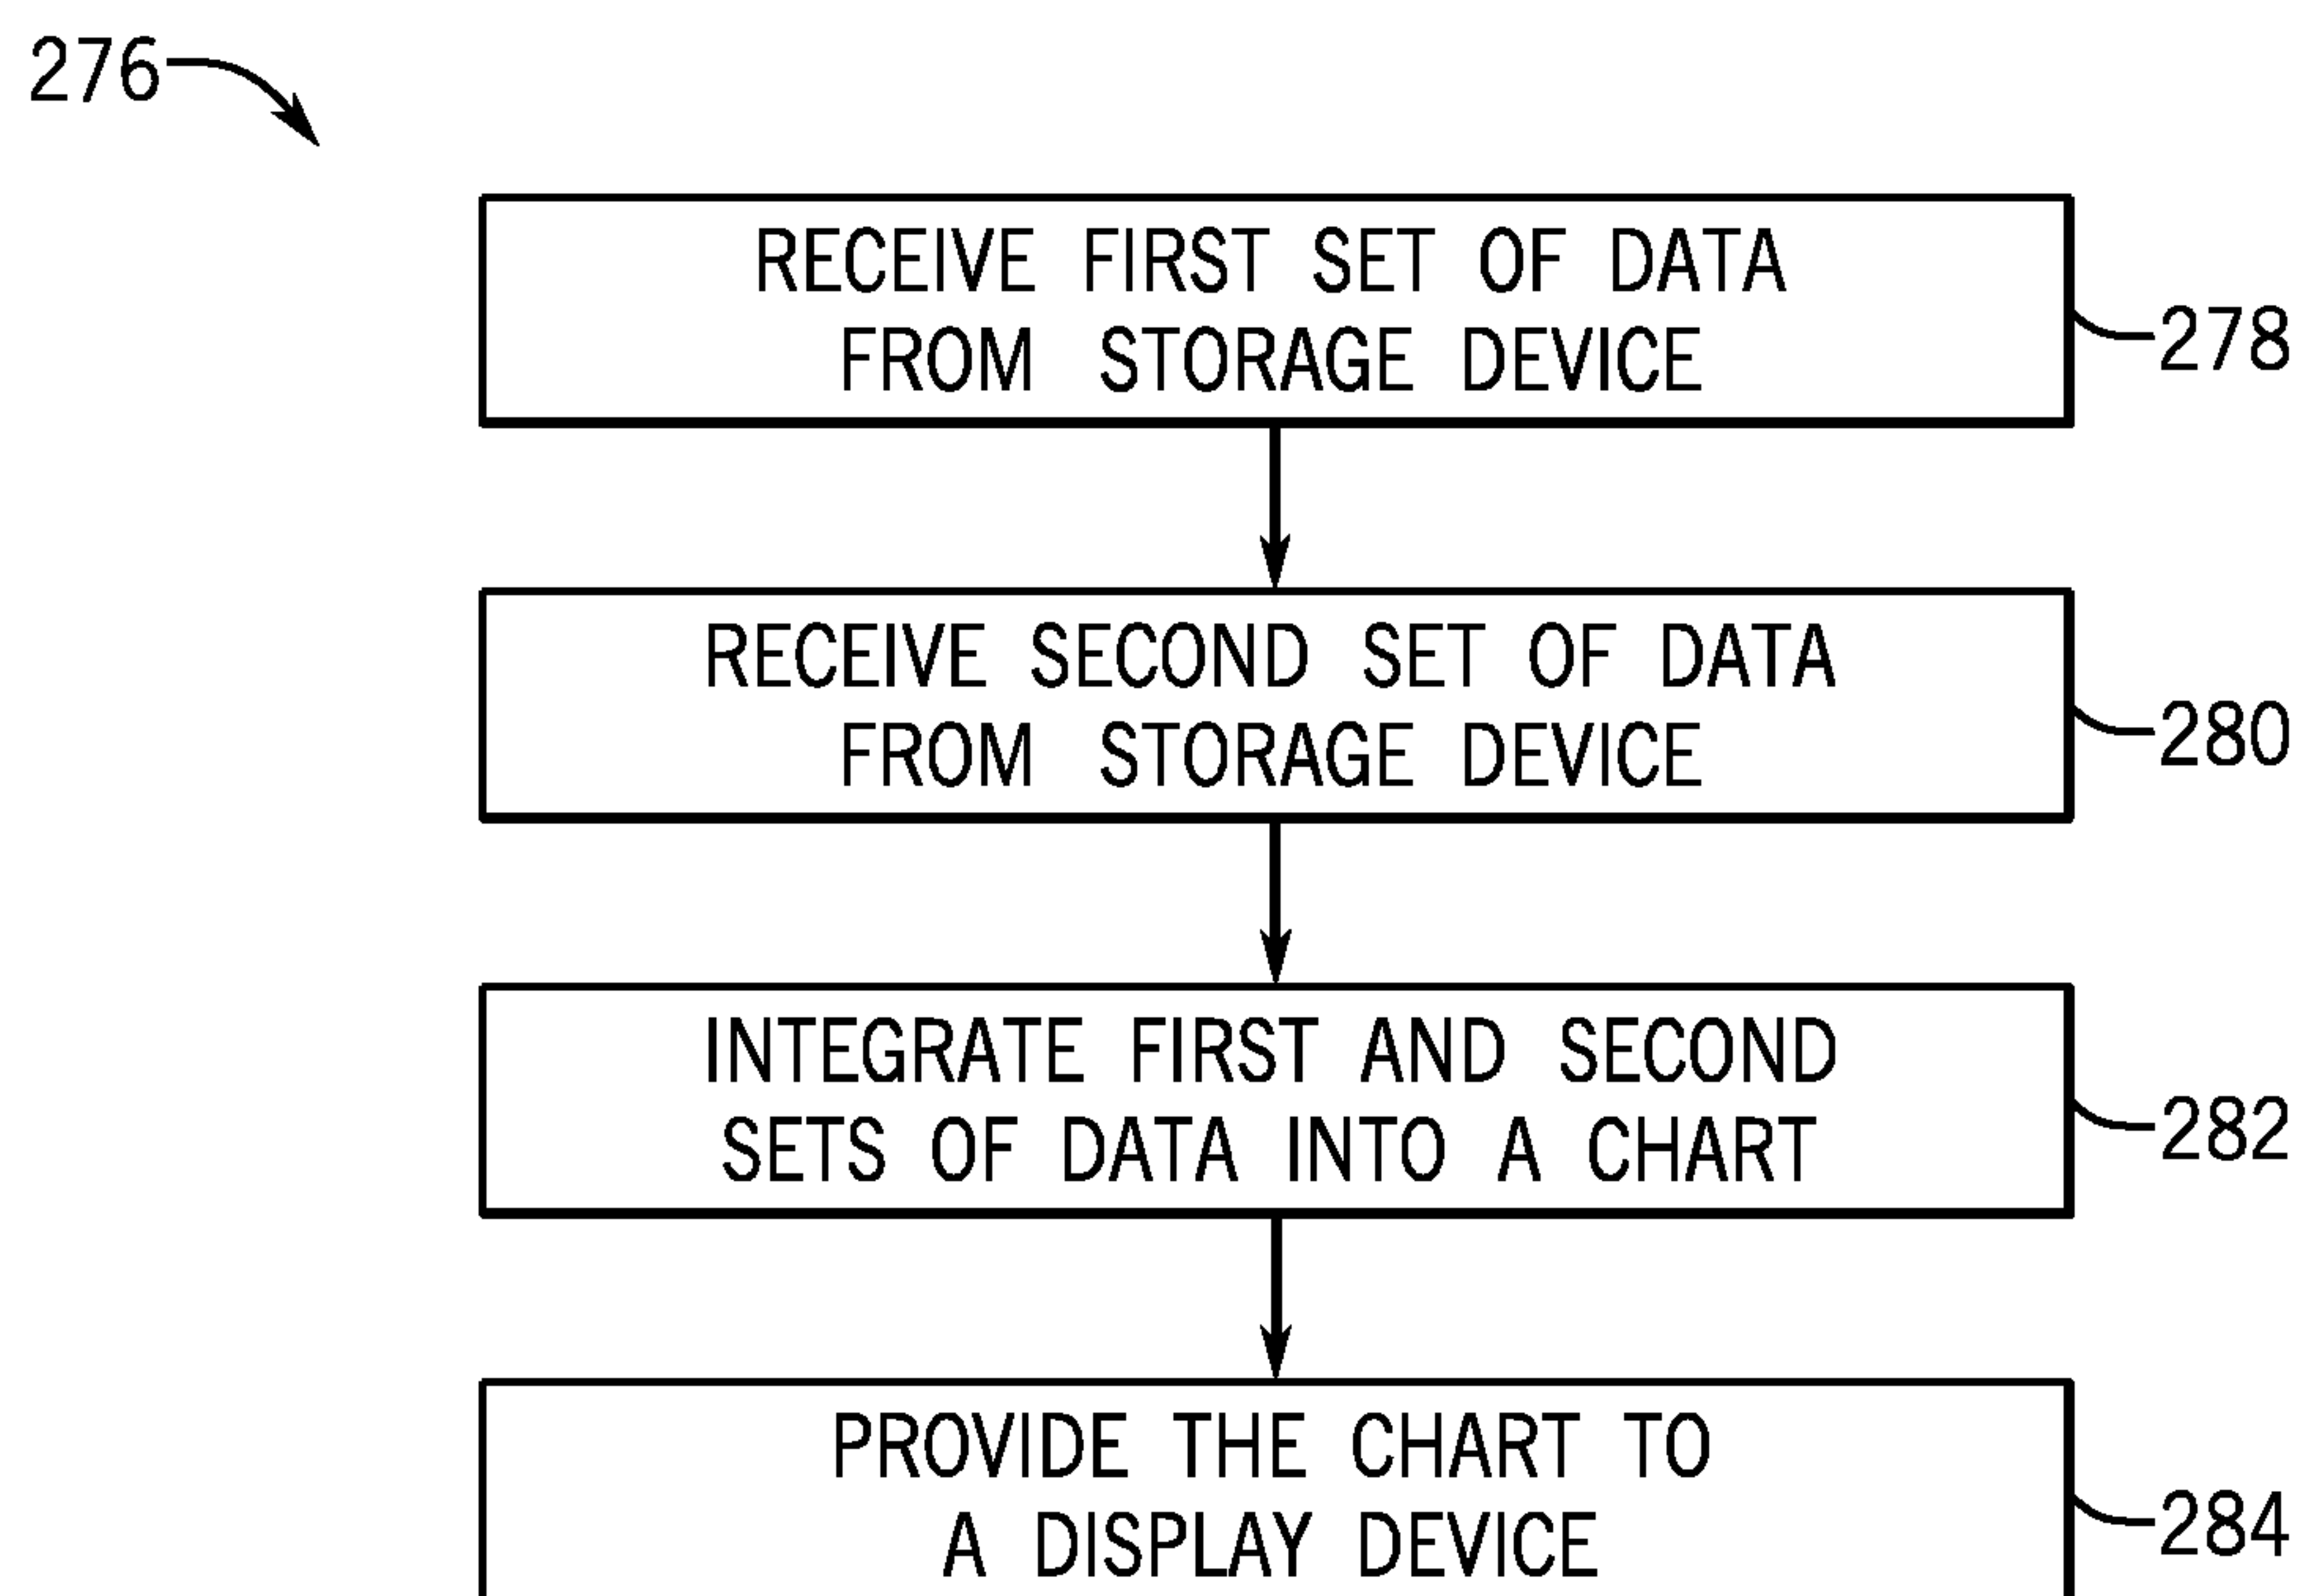 276
RECEIVE FIRST SET OF DATA
FROM STORAGE DEVICE
278
RECEIVE SECOND SET OF DATA
FROM STORAGE DEVICE
280
INTEGRATE FIRST AND SECOND
SETS OF DATA INTO A CHART
282
PROVIDE THE CHART TO
A DISPLAY DEVICE
284